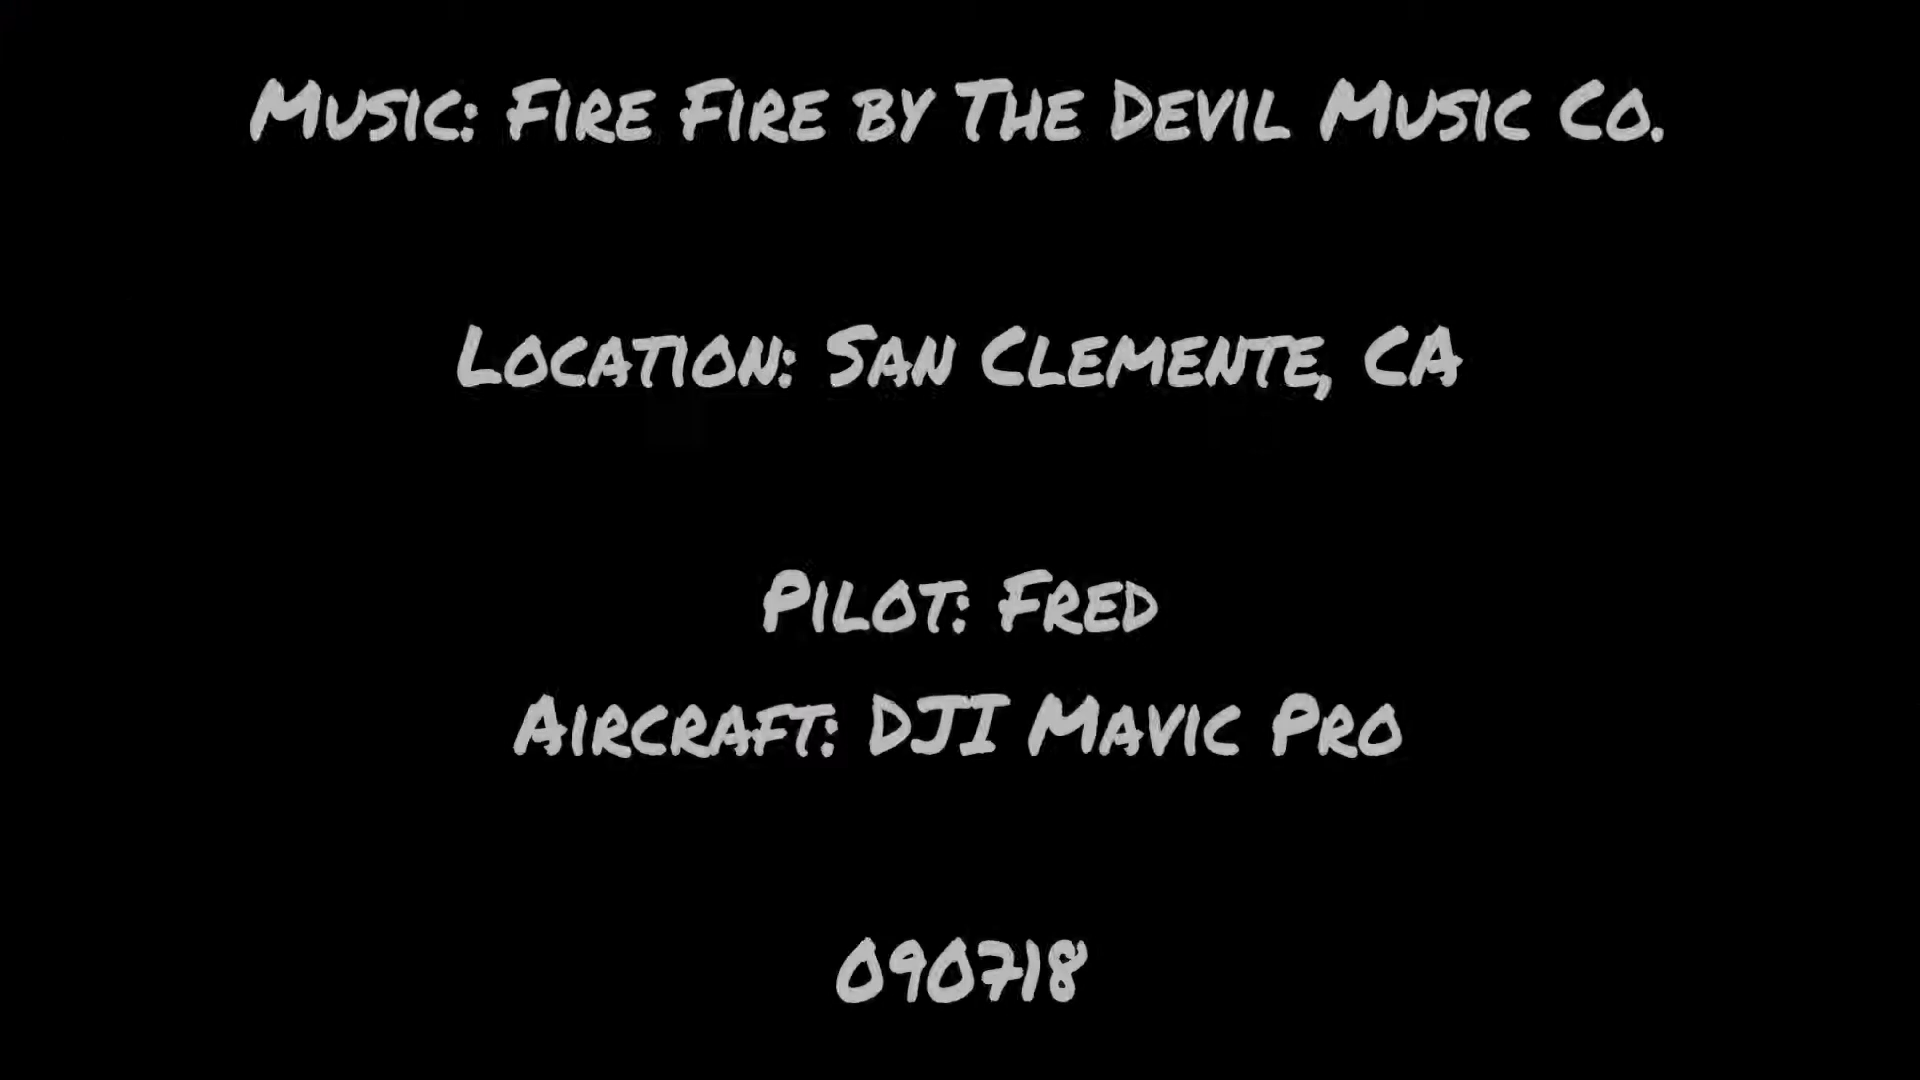 Music: Fire Fire by The Devil Music Co.
Location: San Clemente, CA
Pilot: Fred
Aircraft: DJI Mavic Pro
090718